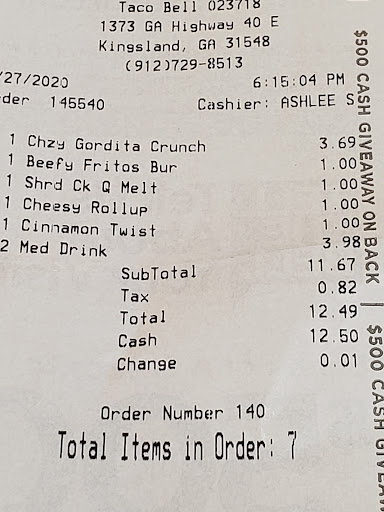 Taco Bell 023718
1373 GA Highway 40 E
Kingsland, GA 31548
(912)729-8513
/27/2020 6:15:04 PM
der 145540 Cashier: ASHLEE S
1 Chzy Gordita Crunch 3.69
1 Beefy Fritos Bur 1.00
1 Shrd Ck Q Melt 1.00
1 Cheesy Rollup 1.00
1 Cinnamon Twist 1.00
2 Med Drink 3.98
SubTotal 11.67
Tax 0.82
Total 12.49
Cash 12.50
Change 0.01
Order Number 140
Total Items in Order: 7
$500 CASH GIVEAWAY ON BACK | $500 CASH